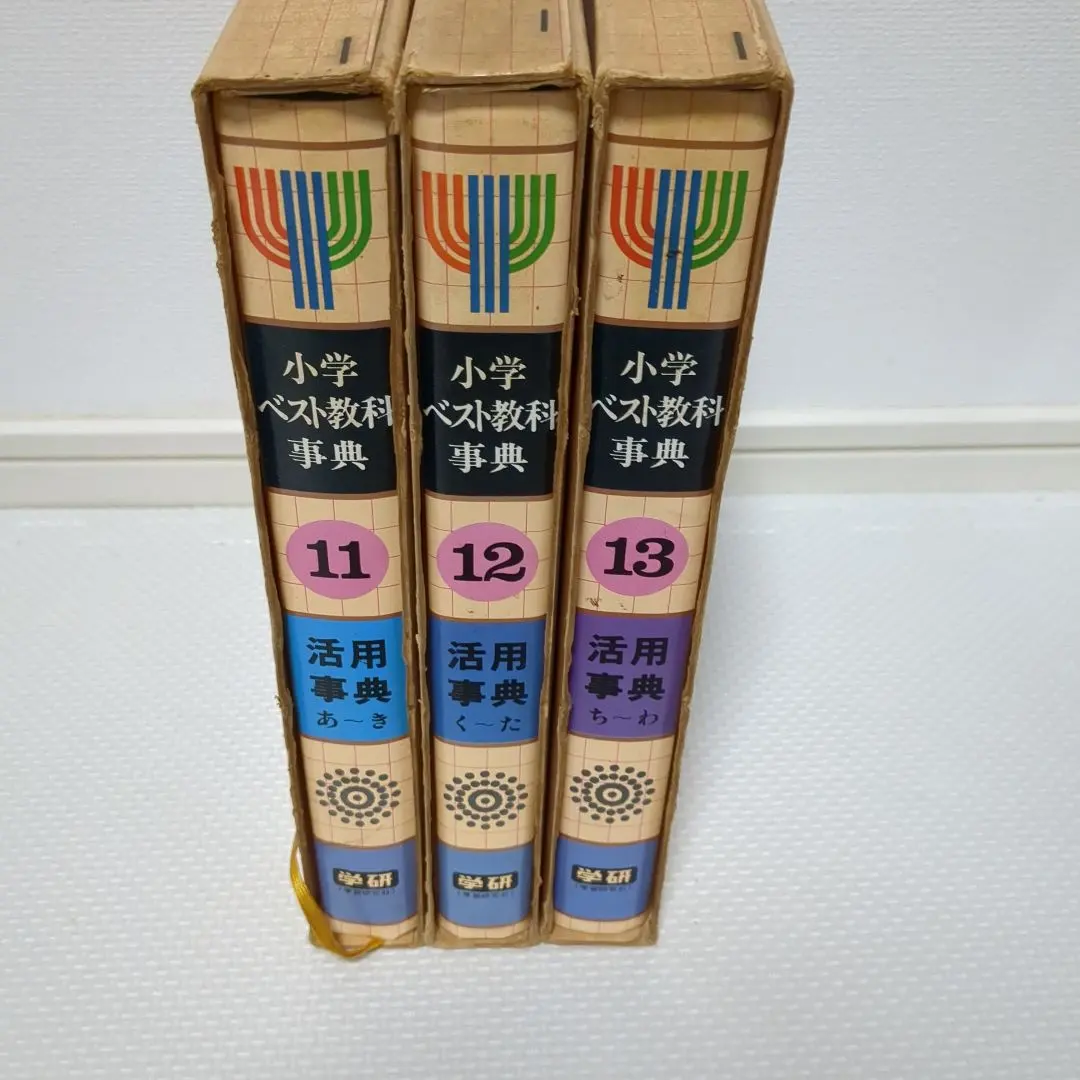 小学
ベスト教科
事典
11
活用
事典
あ～き
学研
小学
ベスト教科
事典
12
活用
事典
く～た
学研
小学
ベスト教科
事典
13
活用
事典
ち～わ
学研